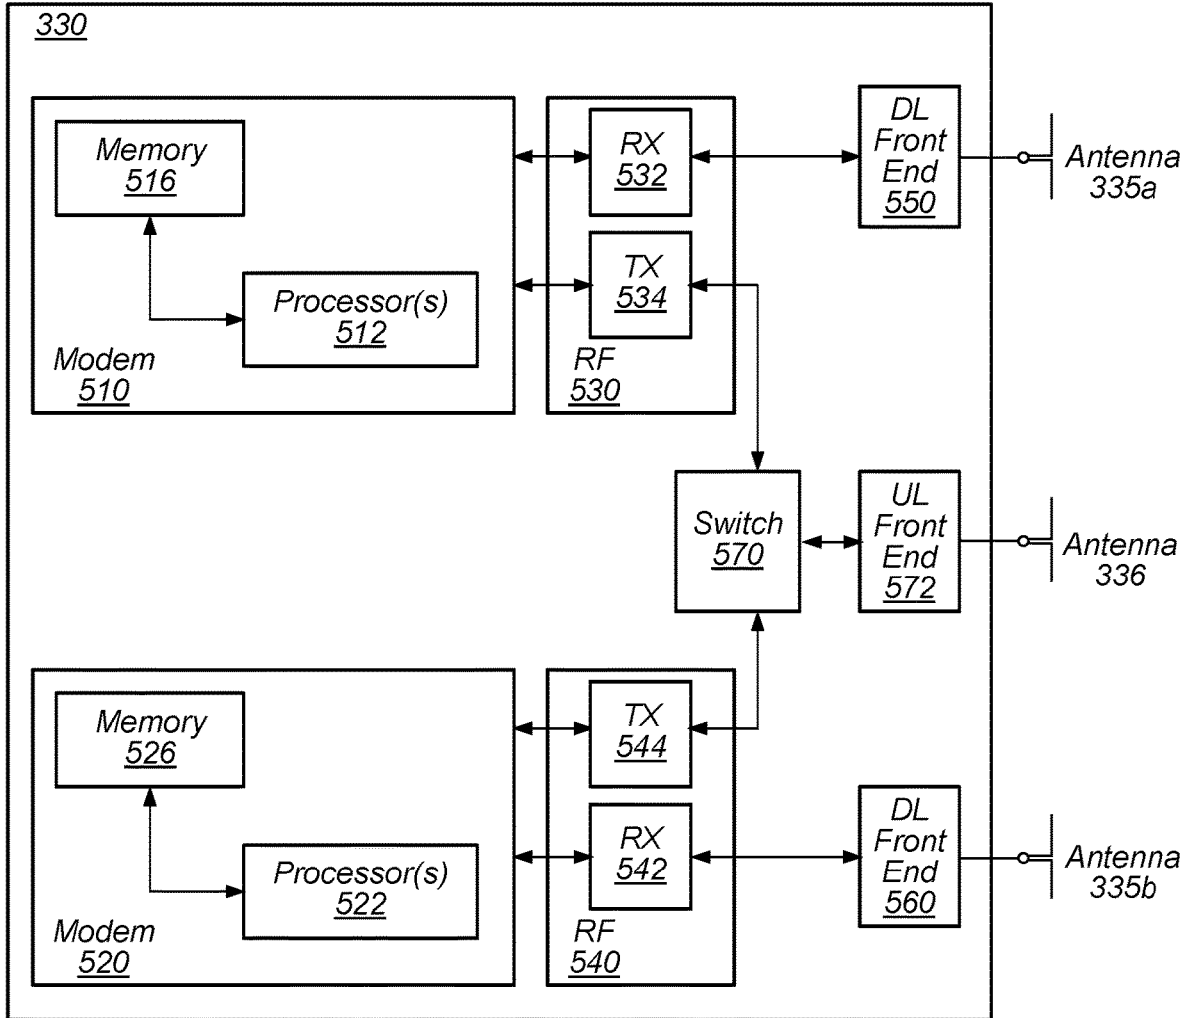 330
Memory
516
Processor(s)
512
Modem
510
RX
532
TX
534
RF
530
DL
Front
End
550
Antenna
335a
Switch
570
UL
Front
End
572
Antenna
336
Memory
526
Processor(s)
522
Modem
520
TX
544
RX
542
RF
540
DL
Front
End
560
Antenna
335b